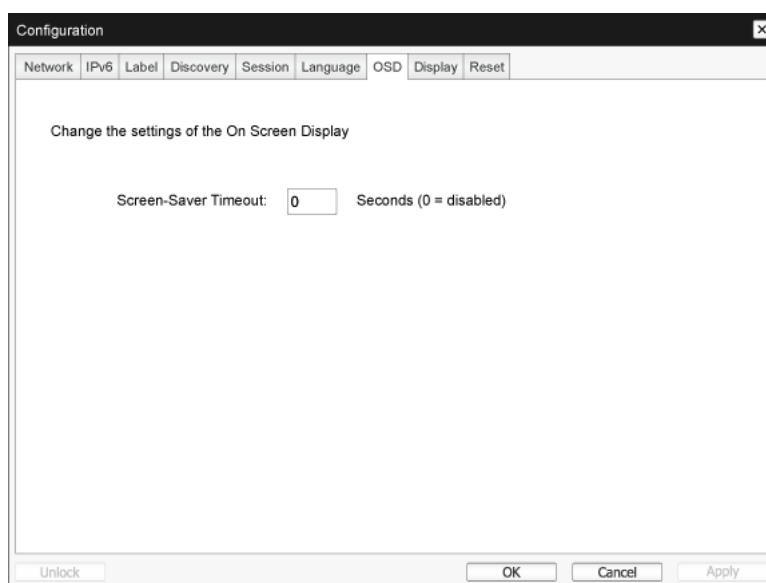 Configuration
Network IPv6 Label Discovery Session Language OSD Display Reset
Change the settings of the On Screen Display
Screen-Saver Timeout: 0 Seconds (0 = disabled)
Unlock OK Cancel Apply